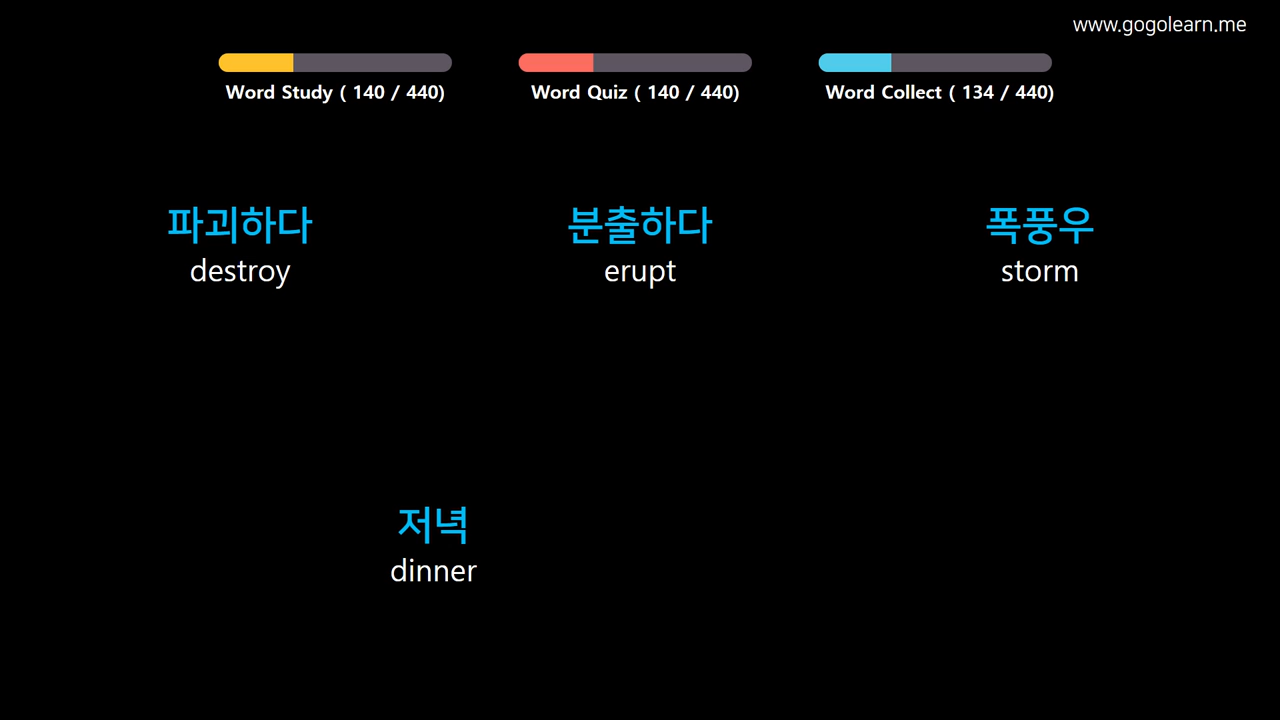 www.gogolearn.me
Word Study ( 140 / 440)
Word Quiz ( 140 / 440)
Word Collect ( 134 / 440)
파괴하다
destroy
분출하다
erupt
폭풍우
storm
저녁
dinner